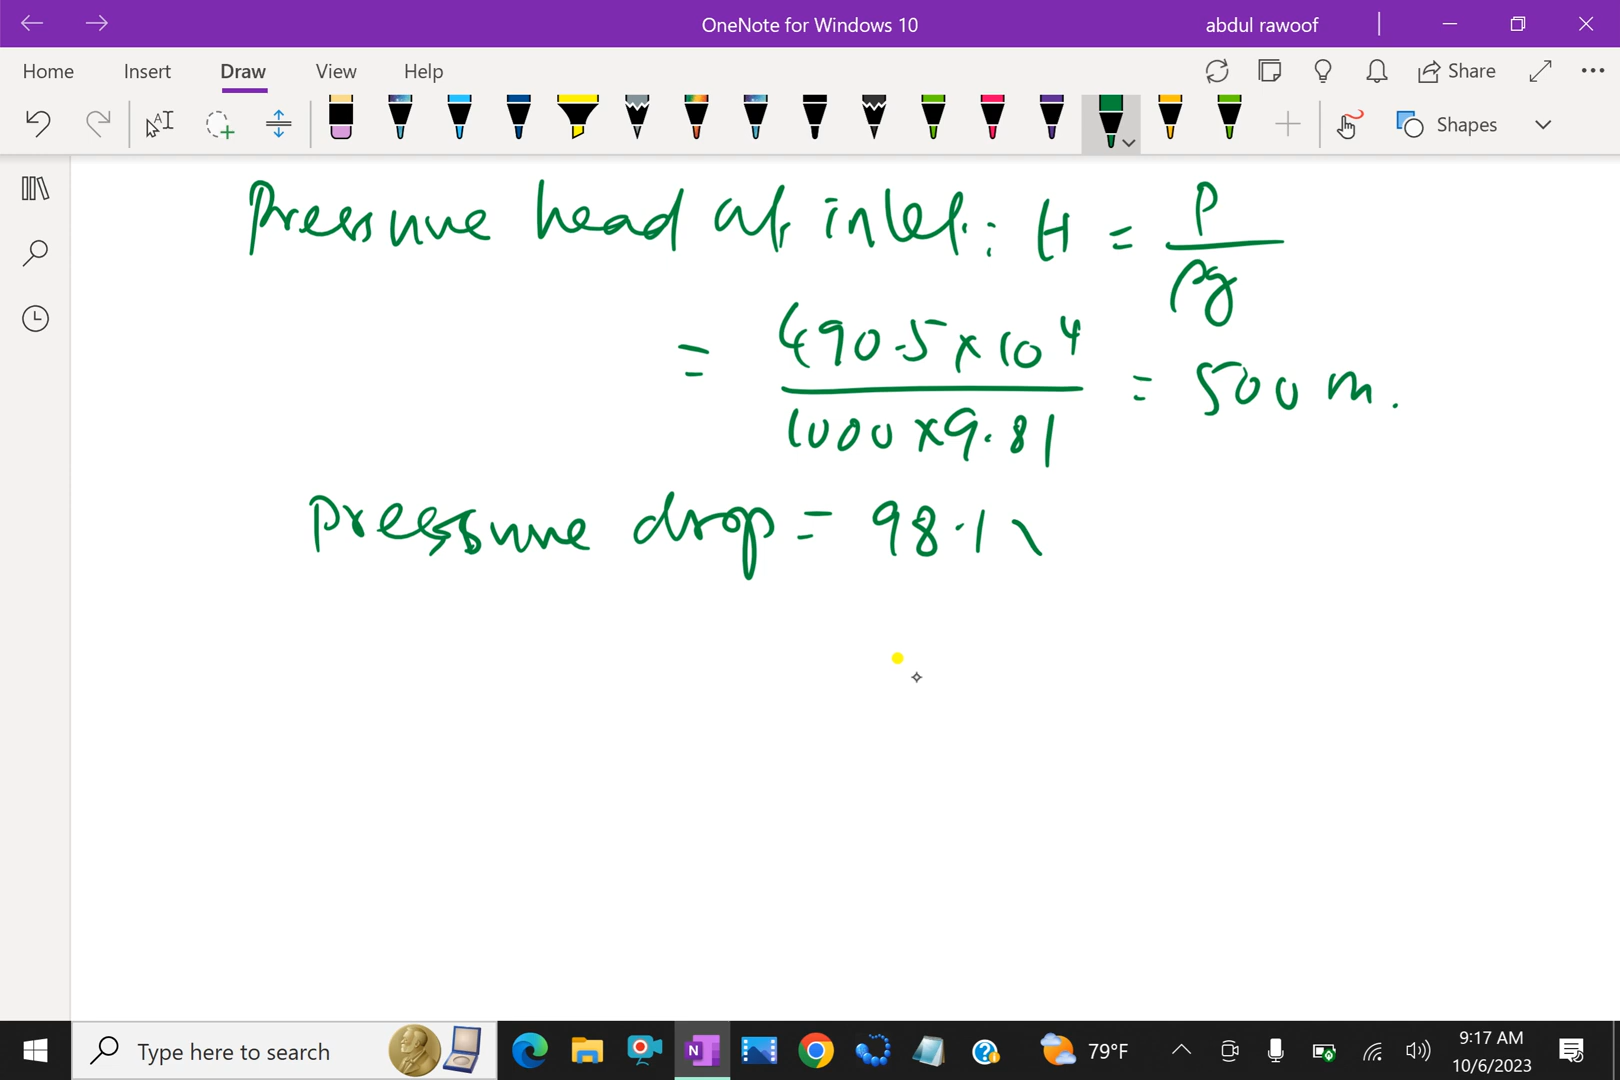 OneNote for Windows 10
abdul rawoof
Home Insert Draw View Help
Share
Shapes
Pressure head at inlet : H = P / ρg
= 490.5 × 10⁴ / 1000 × 9.81 = 500 m.
Pressure drop = 98.1
Type here to search
79°F
9:17 AM
10/6/2023